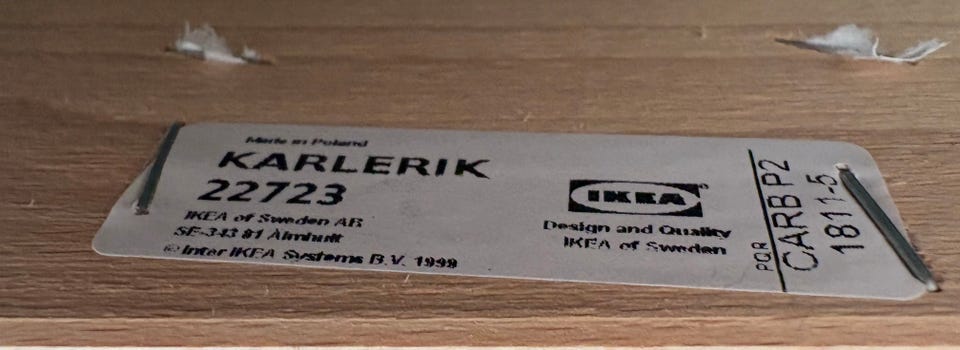 Made in Poland
KARLERIK
22723
IKEA of Sweden AB
SE-343 81 Älmhult
© Inter IKEA Systems B.V. 1999
IKEA®
Design and Quality
IKEA of Sweden
PQR
CARB P2
1811-5